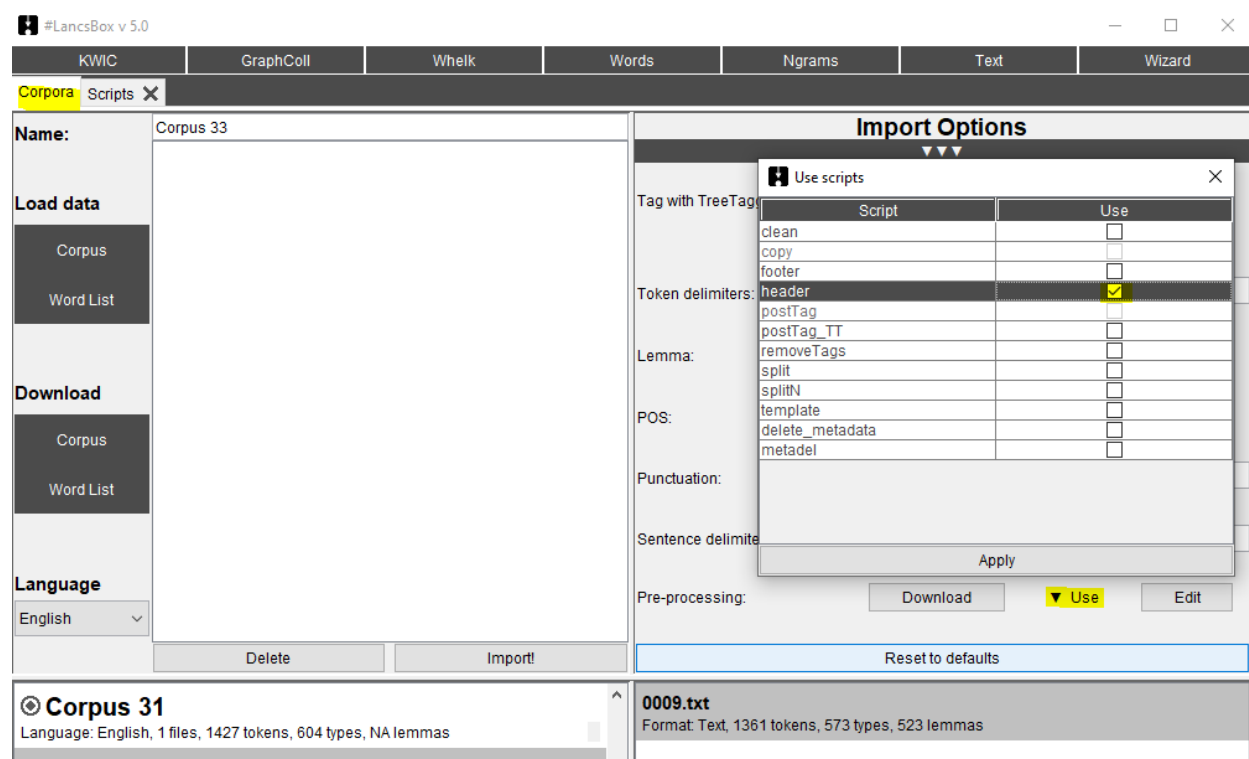 #LancsBox v 5.0
KWIC GraphColl Whelk Words Ngrams Text Wizard
Corpora Scripts
Name: Corpus 33
Load data
Corpus
Word List
Download
Corpus
Word List
Language
English
Delete Import!
Import Options
▼▼▼
Tag with TreeTag
Token delimiters:
Lemma:
POS:
Punctuation:
Sentence delimite
Pre-processing: Download ▼ Use Edit
Reset to defaults
Use scripts
Script Use
clean
copy
footer
header
postTag
postTag_TT
removeTags
split
splitN
template
delete_metadata
metadel
Apply
Corpus 31
Language: English, 1 files, 1427 tokens, 604 types, NA lemmas
0009.txt
Format: Text, 1361 tokens, 573 types, 523 lemmas